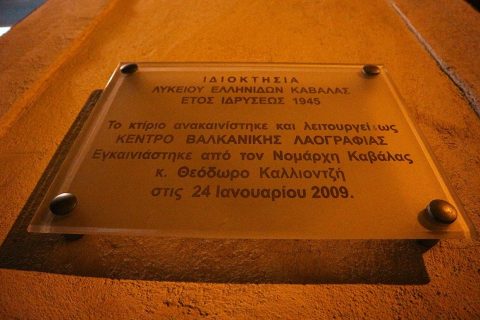 ΙΔΙΟΚΤΗΣΙΑ
ΛΥΚΕΙΟΥ ΕΛΛΗΝΙΔΩΝ ΚΑΒΑΛΑΣ
ΕΤΟΣ ΙΔΡΥΣΕΩΣ 1945
Το κτίριο ανακαινίστηκε και λειτουργεί ως
ΚΕΝΤΡΟ ΒΑΛΚΑΝΙΚΗΣ ΛΑΟΓΡΑΦΙΑΣ
Εγκαινιάστηκε από τον Νομάρχη Καβάλας
κ. Θεόδωρο Καλλιοντζή
στις 24 Ιανουαρίου 2009.